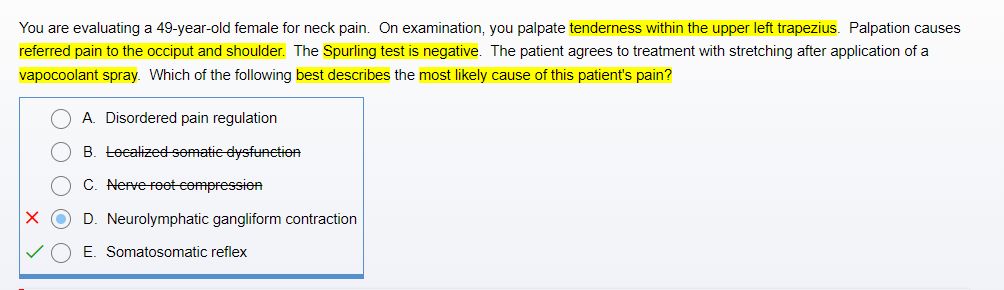 You are evaluating a 49-year-old female for neck pain.  On examination, you palpate tenderness within the upper left trapezius.  Palpation causes
referred pain to the occiput and shoulder.  The Spurling test is negative.  The patient agrees to treatment with stretching after application of a
vapocoolant spray.  Which of the following best describes the most likely cause of this patient's pain?
A. Disordered pain regulation
B. Localized somatic dysfunction
C. Nerve root compression
D. Neurolymphatic gangliform contraction
E. Somatosomatic reflex